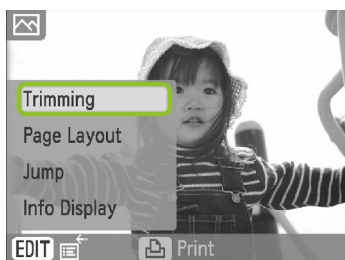 Trimming
Page Layout
Jump
Info Display
EDIT Print